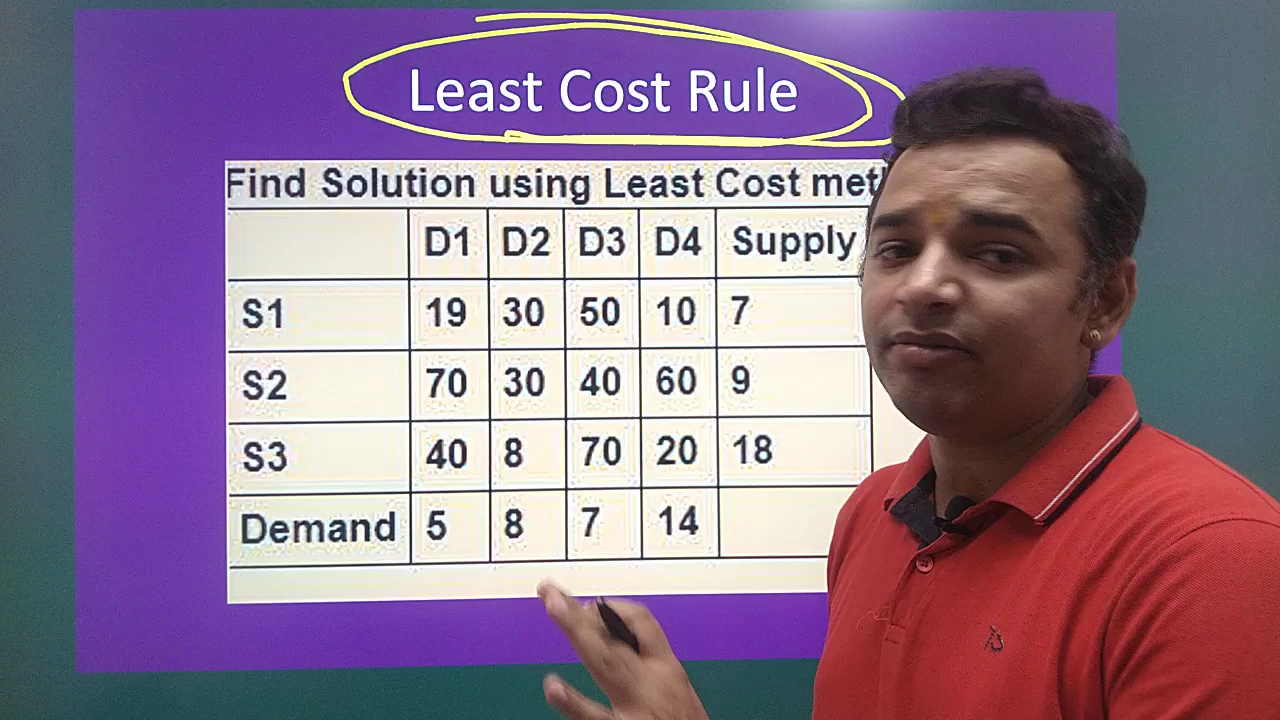 Least Cost Rule
Find Solution using Least Cost
D1 D2 D3 D4 Supply
S1 19 30 50 10 7
S2 70 30 40 60 9
S3 40 8 70 20 18
Demand 5 8 7 14